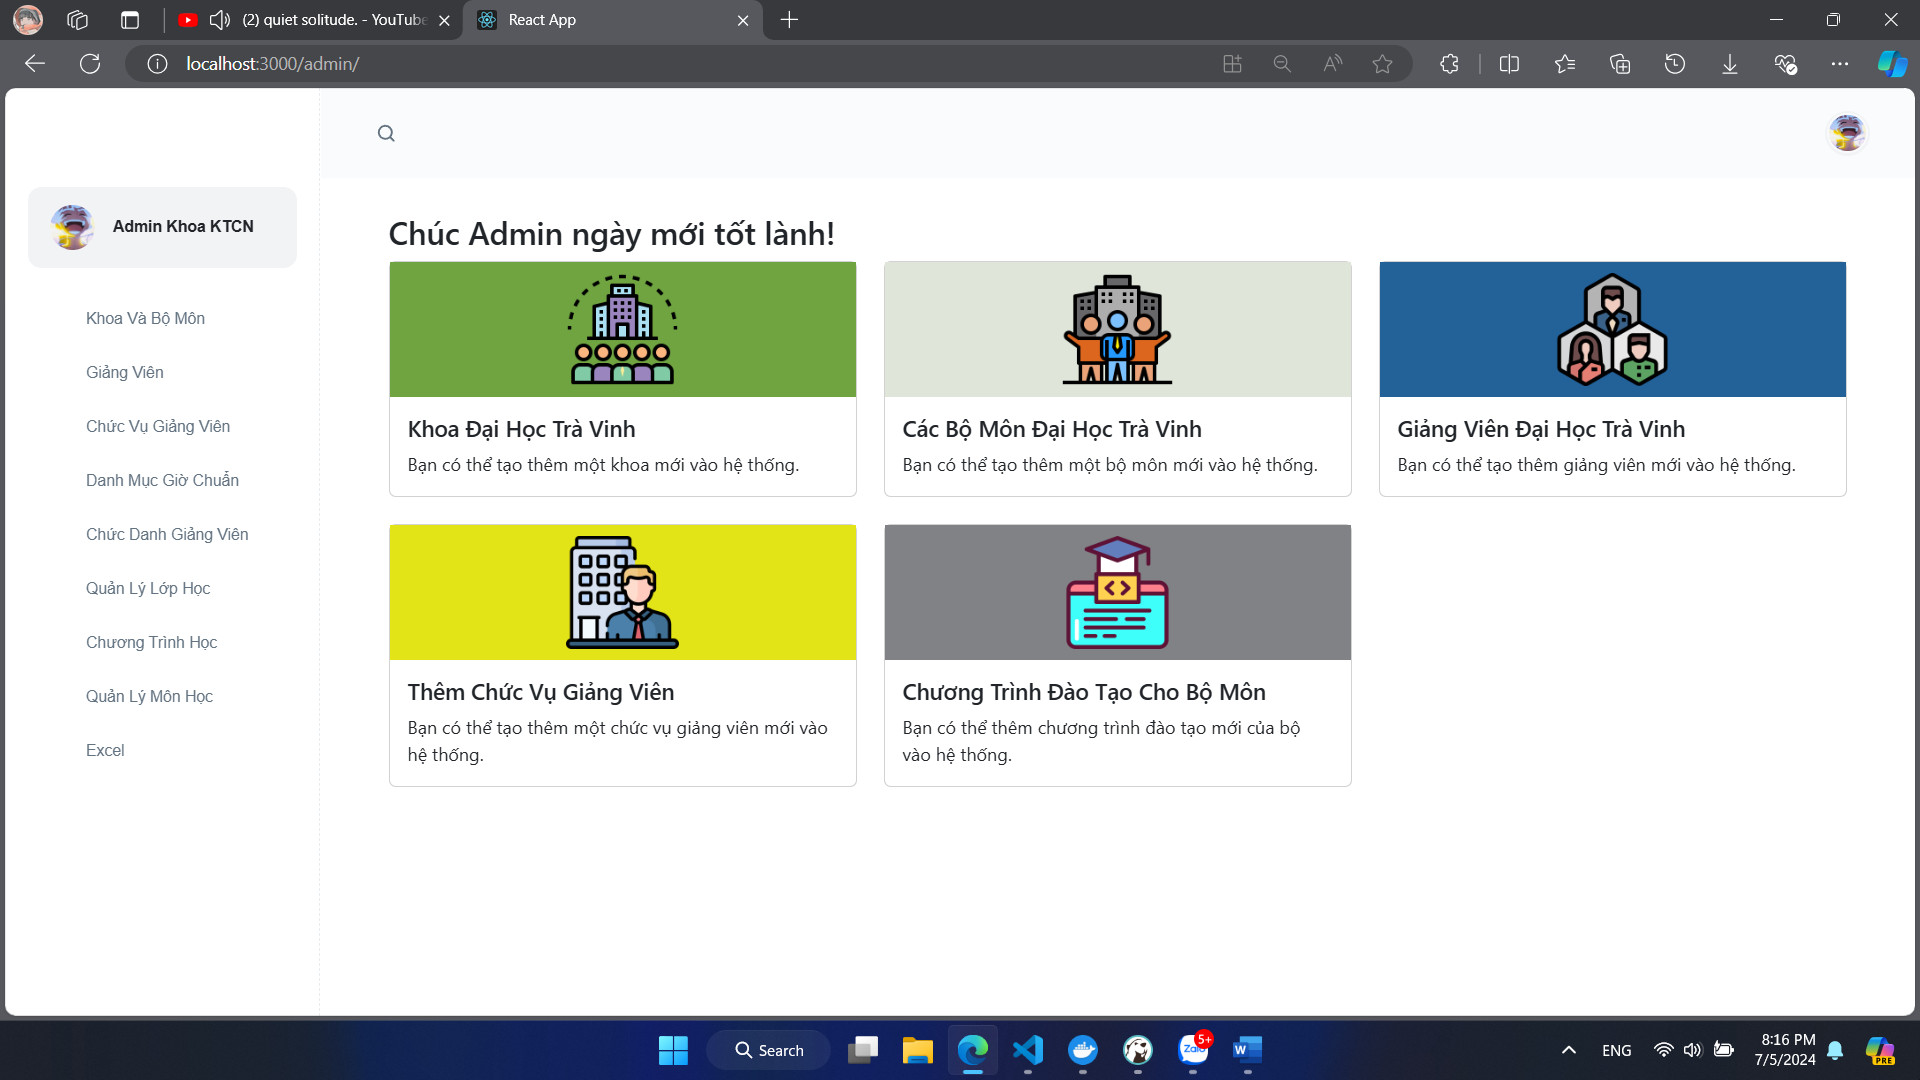 (2) quiet solitude. - YouTube
React App
localhost:3000/admin/
Admin Khoa KTCN
Khoa Và Bộ Môn
Giảng Viên
Chức Vụ Giảng Viên
Danh Mục Giờ Chuẩn
Chức Danh Giảng Viên
Quản Lý Lớp Học
Chương Trình Học
Quản Lý Môn Học
Excel
Chúc Admin ngày mới tốt lành!
Khoa Đại Học Trà Vinh
Bạn có thể tạo thêm một khoa mới vào hệ thống.
Các Bộ Môn Đại Học Trà Vinh
Bạn có thể tạo thêm một bộ môn mới vào hệ thống.
Giảng Viên Đại Học Trà Vinh
Bạn có thể tạo thêm giảng viên mới vào hệ thống.
Thêm Chức Vụ Giảng Viên
Bạn có thể tạo thêm một chức vụ giảng viên mới vào
hệ thống.
Chương Trình Đào Tạo Cho Bộ Môn
Bạn có thể thêm chương trình đào tạo mới của bộ
vào hệ thống.
Search
Zalo
5+
W
ENG
8:16 PM
7/5/2024
PRE